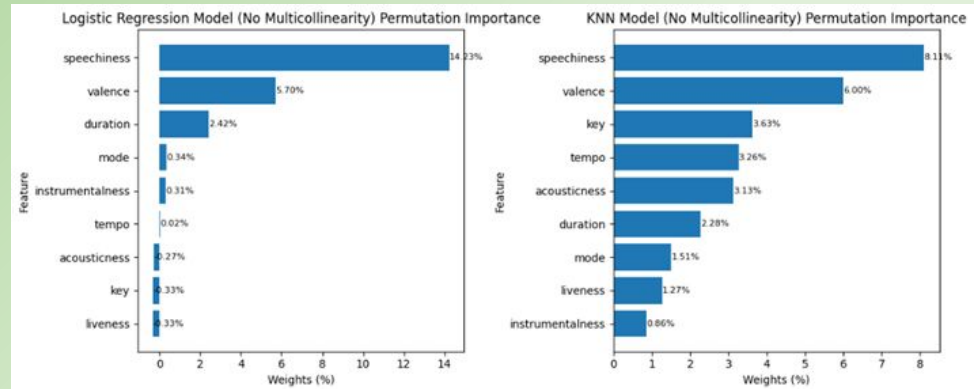 Logistic Regression Model (No Multicollinearity) Permutation Importance
Feature
speechiness
14.23%
valence
5.70%
duration
2.42%
mode
0.34%
instrumentalness
0.31%
tempo
0.02%
acousticness
-0.27%
key
-0.33%
liveness
-0.33%
0 2 4 6 8 10 12 14
Weights (%)
KNN Model (No Multicollinearity) Permutation Importance
Feature
speechiness
8.11%
valence
6.00%
key
3.63%
tempo
3.26%
acousticness
3.13%
duration
2.28%
mode
1.51%
liveness
1.27%
instrumentalness
0.86%
0 1 2 3 4 5 6 7 8
Weights (%)